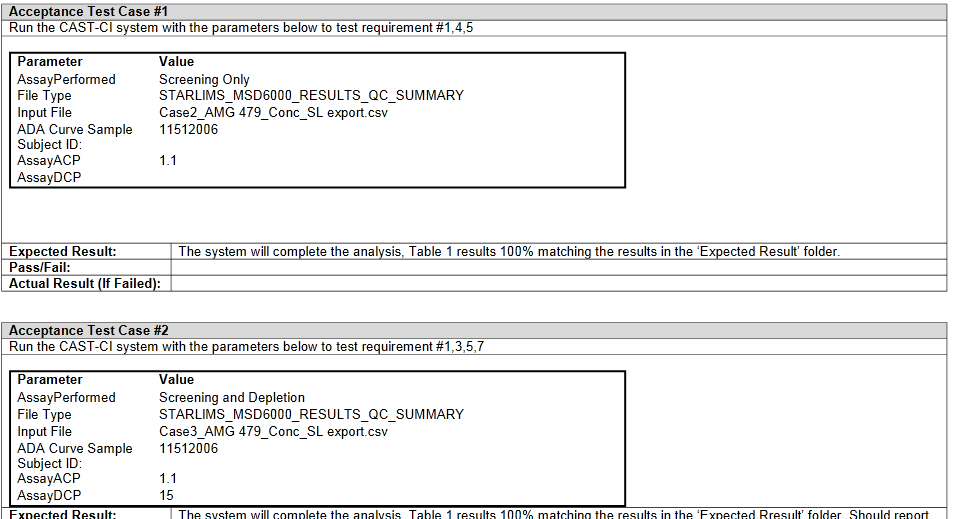 Acceptance Test Case #1
Run the CAST-CI system with the parameters below to test requirement #1,4,5
Parameter Value
AssayPerformed Screening Only
File Type STARLIMS_MSD6000_RESULTS_QC_SUMMARY
Input File Case2_AMG 479_Conc_SL export.csv
ADA Curve Sample 11512006
Subject ID:
AssayACP 1.1
AssayDCP
Expected Result: The system will complete the analysis, Table 1 results 100% matching the results in the ‘Expected Rresult’ folder.
Pass/Fail:
Actual Result (If Failed):
Acceptance Test Case #2
Run the CAST-CI system with the parameters below to test requirement #1,3,5,7
Parameter Value
AssayPerformed Screening and Depletion
File Type STARLIMS_MSD6000_RESULTS_QC_SUMMARY
Input File Case3_AMG 479_Conc_SL export.csv
ADA Curve Sample 11512006
Subject ID:
AssayACP 1.1
AssayDCP 15
Expected Result: The system will complete the analysis, Table 1 results 100% matching the results in the ‘Expected Rresult’ folder. Should report